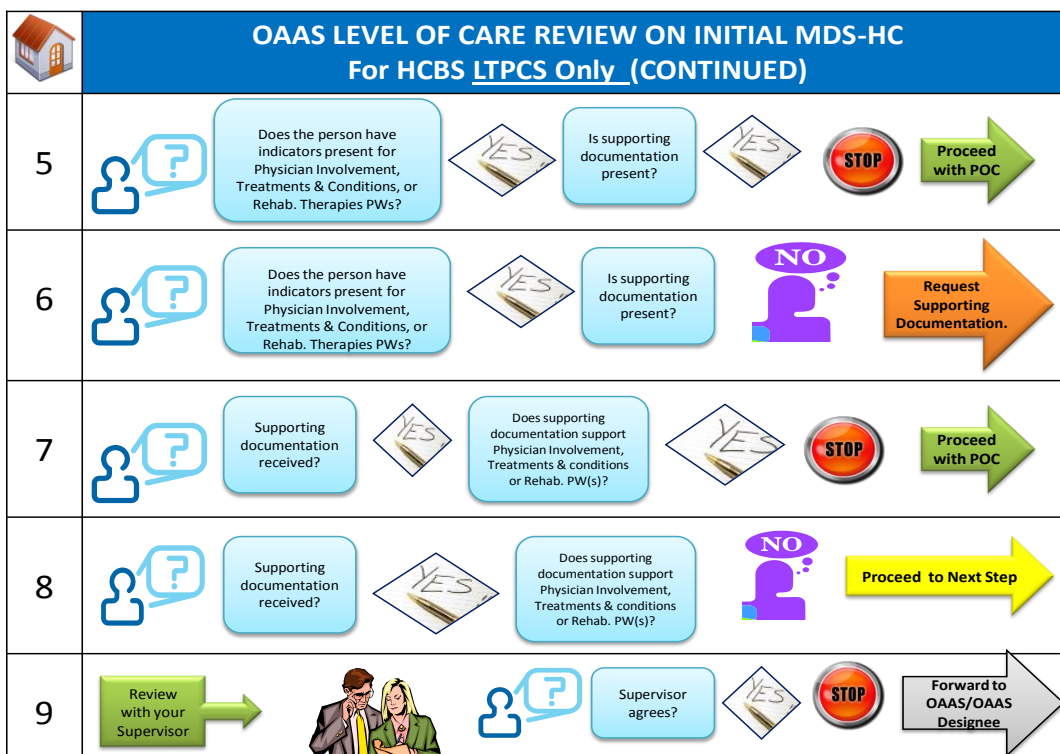 OAAS LEVEL OF CARE REVIEW ON INITIAL MDS-HC
For HCBS LTPCS Only (CONTINUED)
5
?
Does the person have
indicators present for
Physician Involvement,
Treatments & Conditions, or
Rehab. Therapies PWs?
YES
Is supporting
documentation
present?
YES
STOP
Proceed
with POC
6
?
Does the person have
indicators present for
Physician Involvement,
Treatments & Conditions, or
Rehab. Therapies PWs?
YES
Is supporting
documentation
present?
NO
Request
Supporting
Documentation.
7
?
Supporting
documentation
received?
YES
Does supporting
documentation support
Physician Involvement,
Treatments & conditions
or Rehab. PW(s)?
YES
STOP
Proceed
with POC
8
?
Supporting
documentation
received?
YES
Does supporting
documentation support
Physician Involvement,
Treatments & conditions
or Rehab. PW(s)?
NO
Proceed to Next Step
9
Review
with your
Supervisor
?
Supervisor
agrees?
YES
STOP
Forward to
OAAS/OAAS
Designee